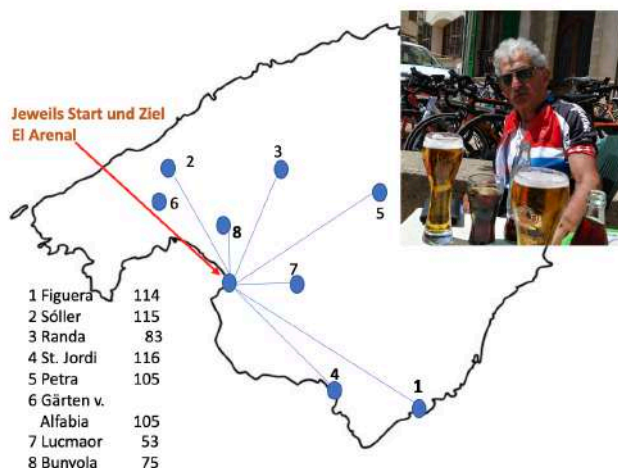 Jeweils Start und Ziel
El Arenal
2
3
6
5
8
7
4
1
1 Figuera 114
2 Sóller 115
3 Randa 83
4 St. Jordi 116
5 Petra 105
6 Gärten v.
Alfabia 105
7 Lucmaor 53
8 Bunyola 75